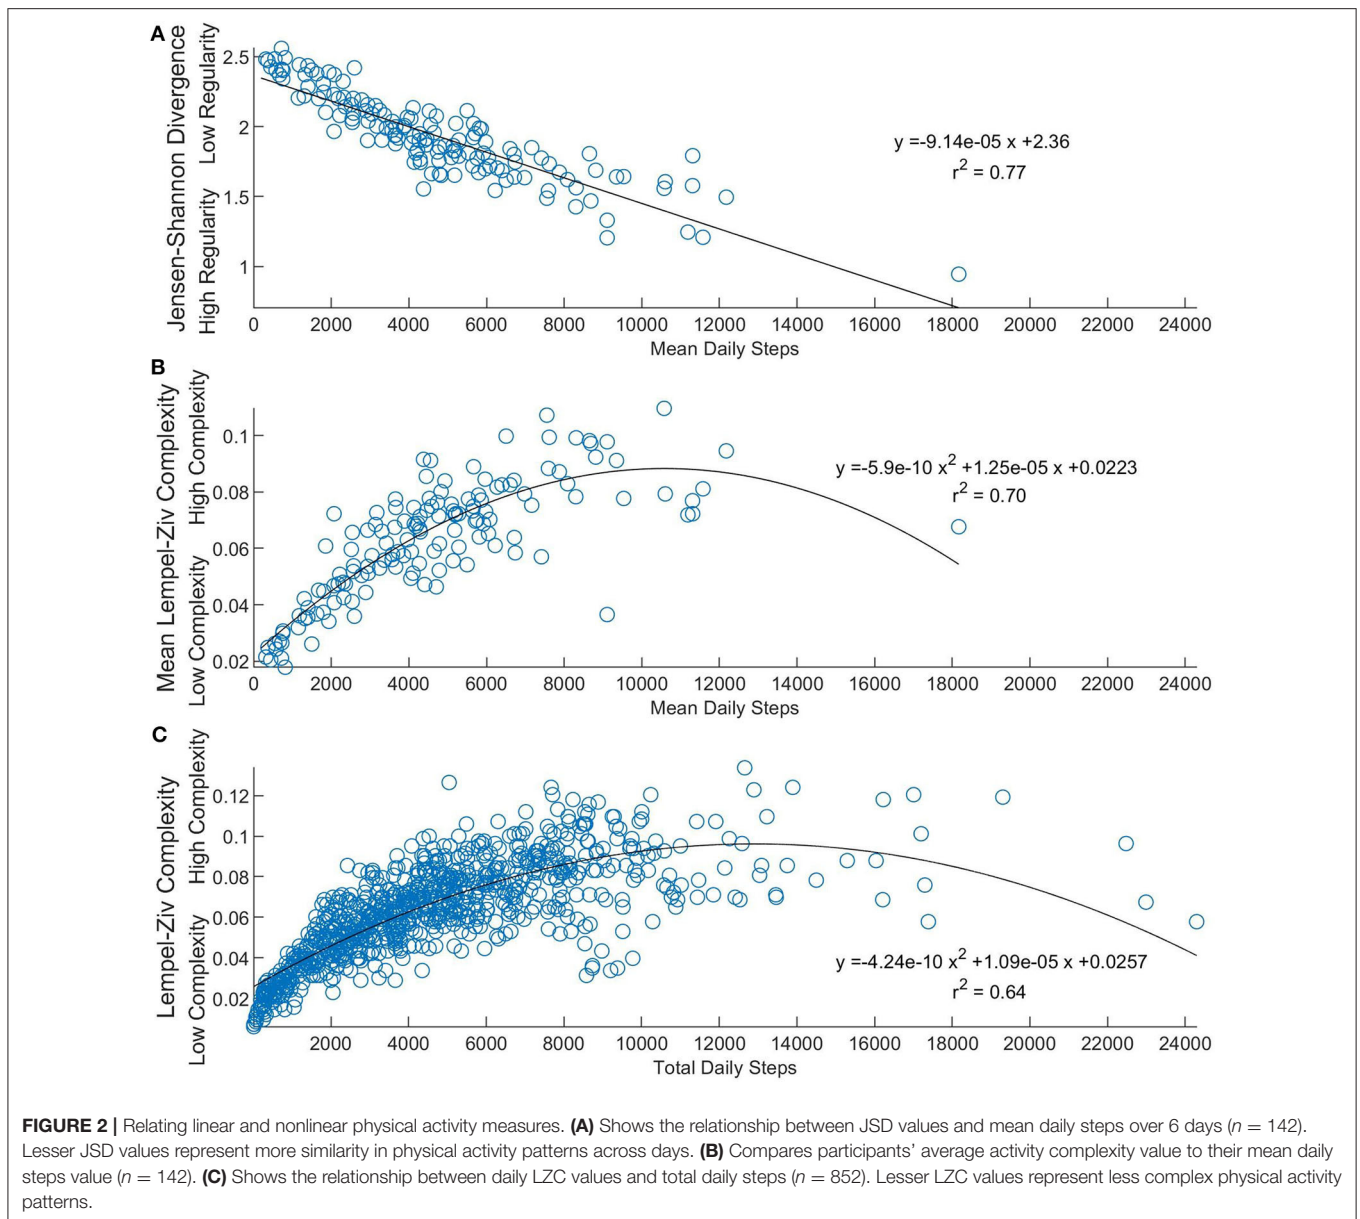 A
Jensen-Shannon Divergence
High Regularity Low Regularity
2.5
2
1.5
1
y =-9.14e-05 x +2.36
r² = 0.77
0 2000 4000 6000 8000 10000 12000 14000 16000 18000 20000 22000 24000
Mean Daily Steps
B
Mean Lempel-Ziv Complexity
Low Complexity High Complexity
0.1
0.08
0.06
0.04
0.02
y =-5.9e-10 x² +1.25e-05 x +0.0223
r² = 0.70
0 2000 4000 6000 8000 10000 12000 14000 16000 18000 20000 22000 24000
Mean Daily Steps
C
Lempel-Ziv Complexity
Low Complexity High Complexity
0.12
0.1
0.08
0.06
0.04
0.02
y =-4.24e-10 x² +1.09e-05 x +0.0257
r² = 0.64
2000 4000 6000 8000 10000 12000 14000 16000 18000 20000 22000 24000
Total Daily Steps
FIGURE 2 | Relating linear and nonlinear physical activity measures. (A) Shows the relationship between JSD values and mean daily steps over 6 days (n = 142).
Lesser JSD values represent more similarity in physical activity patterns across days. (B) Compares participants' average activity complexity value to their mean daily
steps value (n = 142). (C) Shows the relationship between daily LZC values and total daily steps (n = 852). Lesser LZC values represent less complex physical activity
patterns.